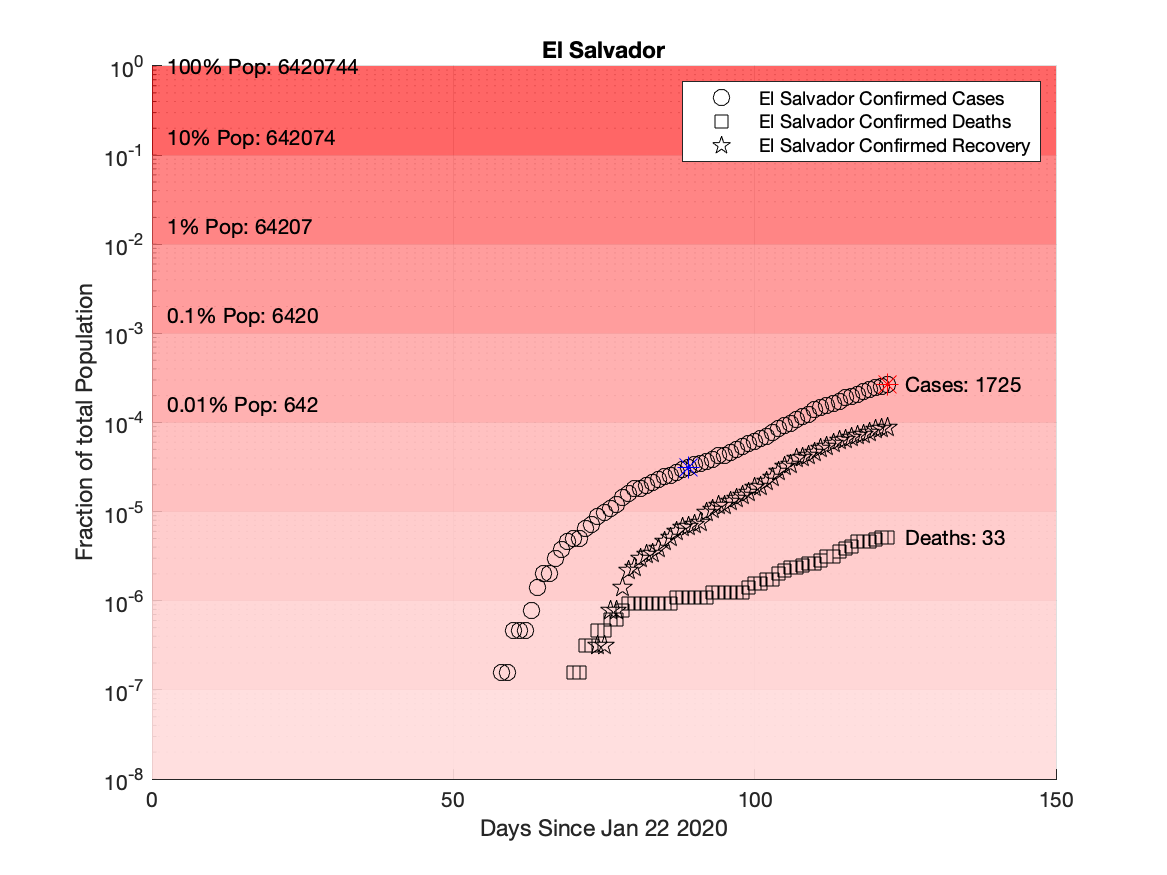 El Salvador
10^0
100% Pop: 6420744
El Salvador Confirmed Cases
El Salvador Confirmed Deaths
El Salvador Confirmed Recovery
10% Pop: 642074
10^-1
1% Pop: 64207
10^-2
0.1% Pop: 6420
10^-3
Cases: 1725
0.01% Pop: 642
10^-4
10^-5
Deaths: 33
10^-6
10^-7
10^-8
Fraction of total Population
0 50 100 150
Days Since Jan 22 2020